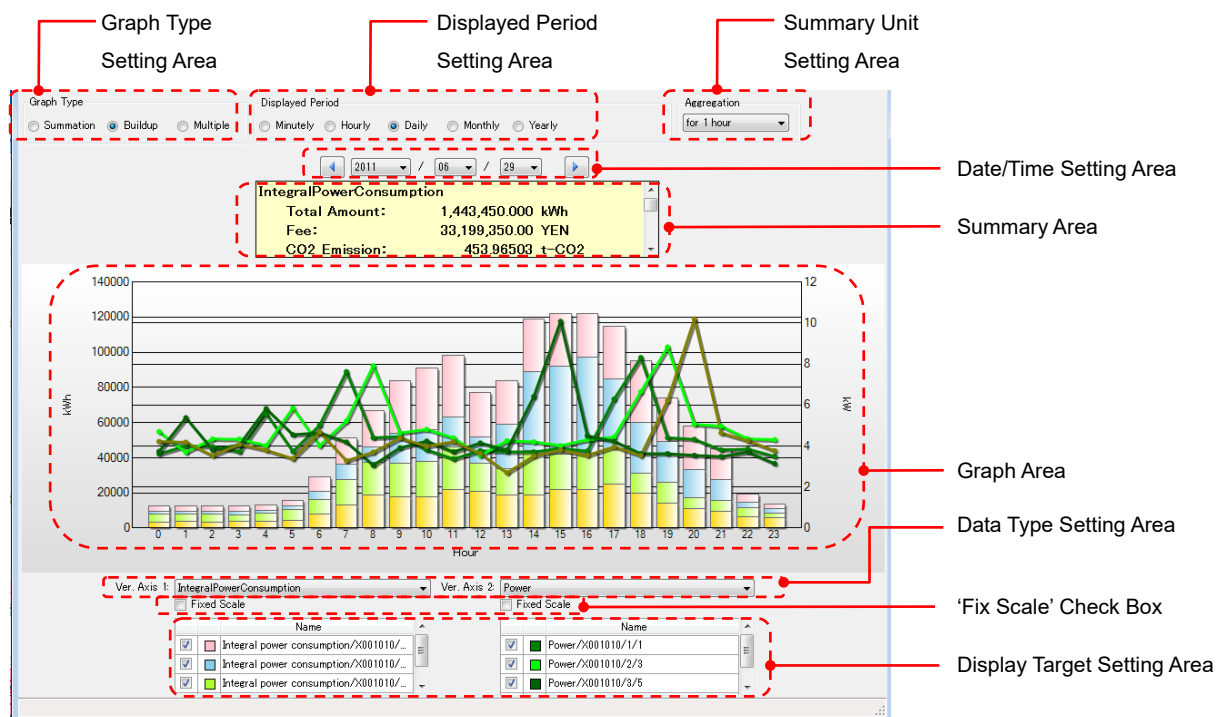 Graph Type
Setting Area
Displayed Period
Setting Area
Summary Unit
Setting Area
Graph Type
Summation Buildup Multiple
Displayed Period
Minutely Hourly Daily Monthly Yearly
Aggregation
for 1 hour
2011 / 06 / 29
Date/Time Setting Area
IntegralPowerConsumption
Total Amount: 1,443,450.000 kWh
Fee: 33,199,350.00 YEN
CO2 Emission: 453.96503 t-CO2
Summary Area
140000
120000
100000
80000
60000
40000
20000
0
kWh
12
10
8
6
4
2
0
kW
0 1 2 3 4 5 6 7 8 9 10 11 12 13 14 15 16 17 18 19 20 21 22 23
Hour
Graph Area
Data Type Setting Area
Ver. Axis 1: IntegralPowerConsumption Ver. Axis 2: Power
Fixed Scale Fixed Scale
‘Fix Scale’ Check Box
Name Name
Integral power consumption/X001010/... Power/X001010/1/1
Integral power consumption/X001010/... Power/X001010/2/3
Integral power consumption/X001010/... Power/X001010/3/5
Display Target Setting Area